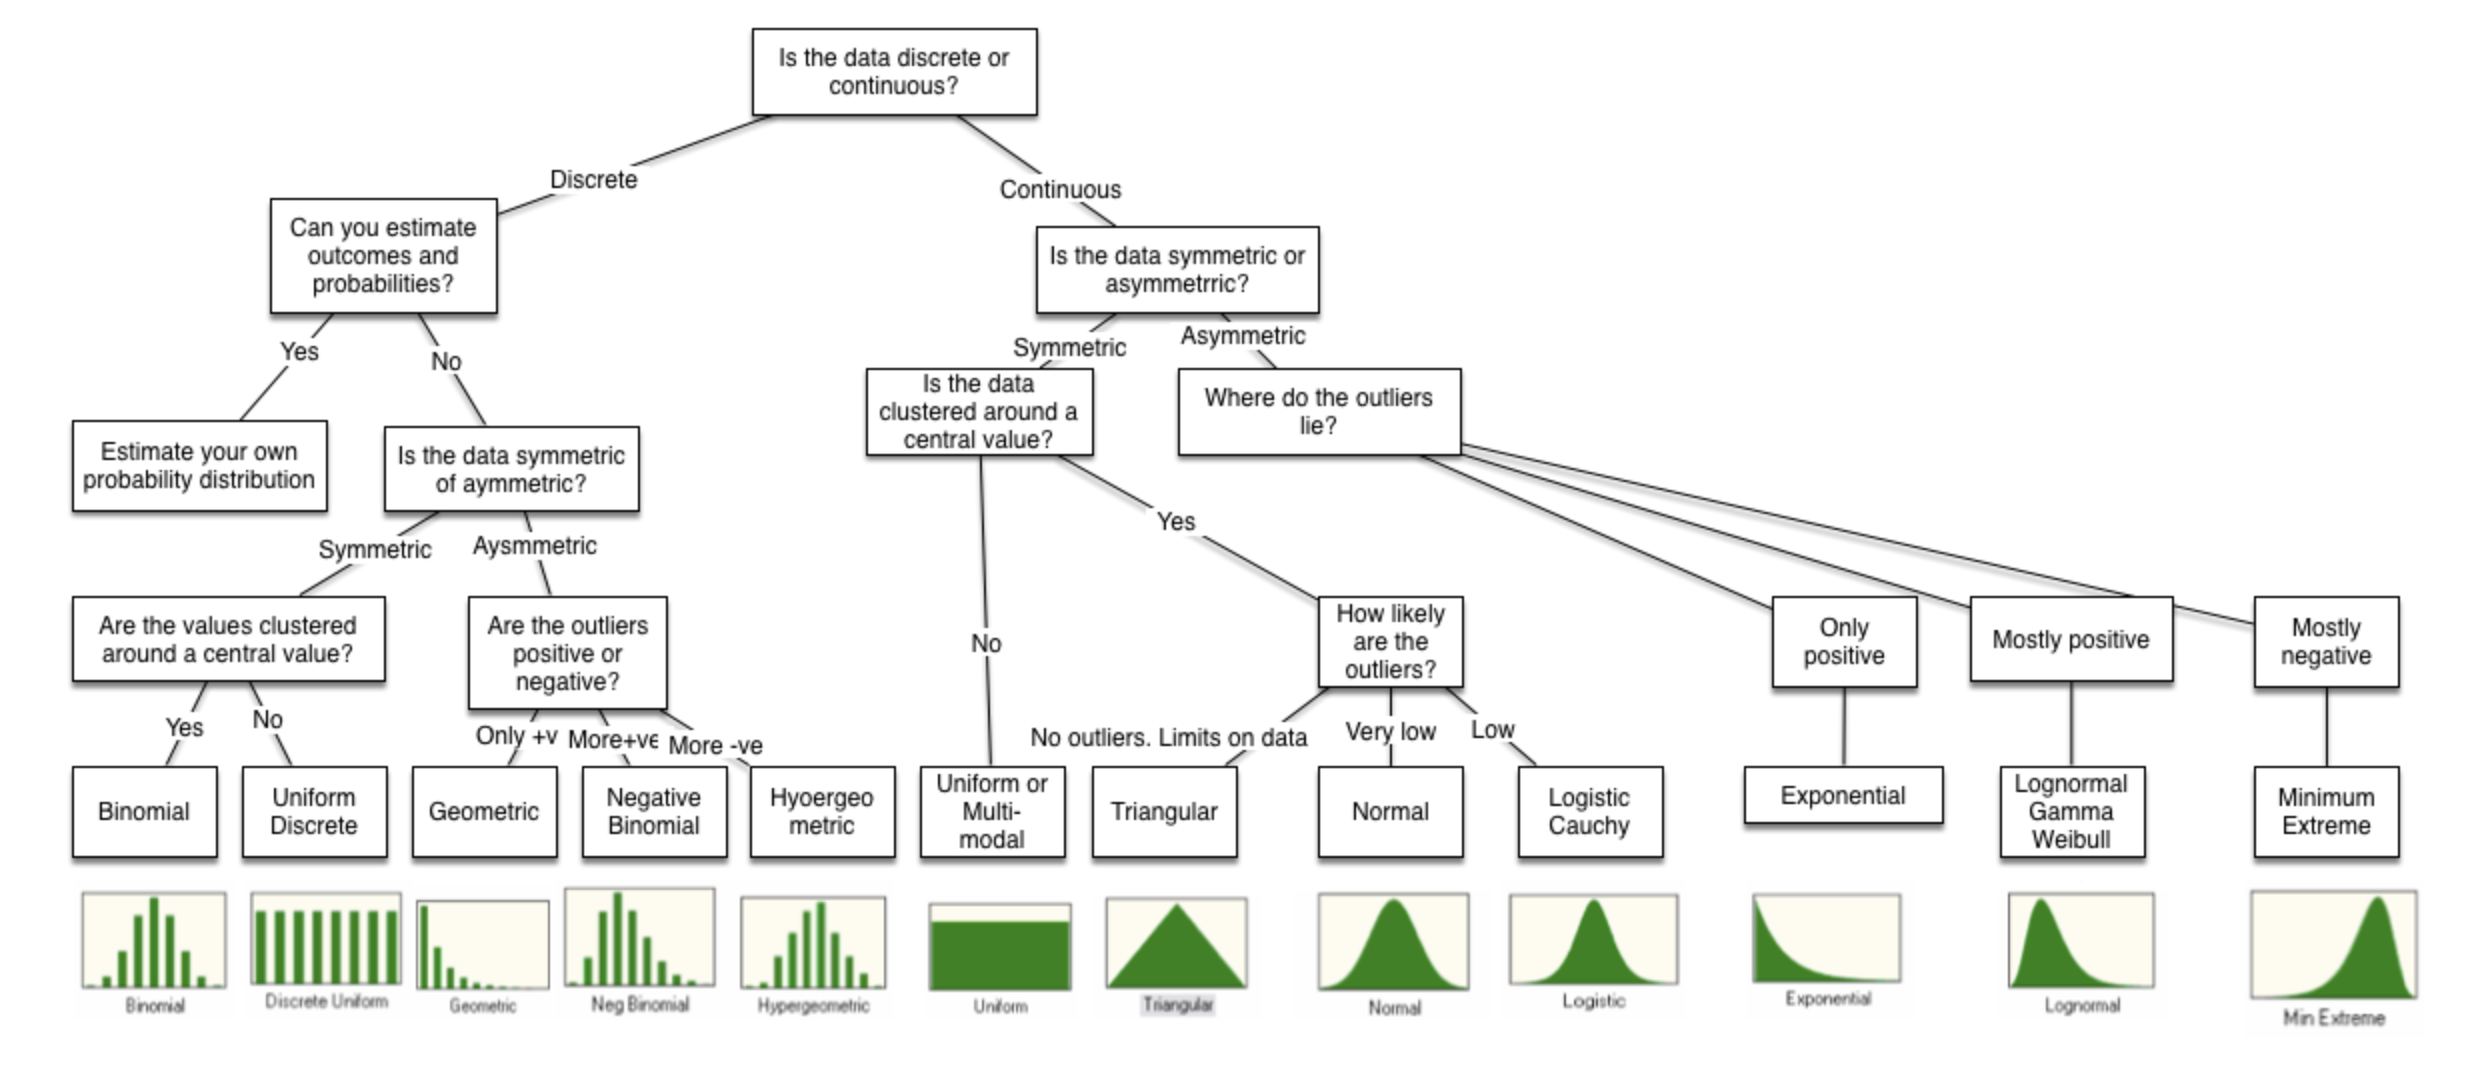 Is the data discrete or
continuous?
Discrete
Continuous
Can you estimate
outcomes and
probabilities?
Is the data symmetric or
asymmetrric?
Yes
No
Symmetric
Asymmetric
Is the data
clustered around a
central value?
Where do the outliers
lie?
Estimate your own
probability distribution
Is the data symmetric
of aymmetric?
Symmetric
Aysmmetric
Yes
No
Are the values clustered
around a central value?
Are the outliers
positive or
negative?
How likely
are the
outliers?
Only
positive
Mostly positive
Mostly
negative
Yes
No
Only +v
More+ve
More -ve
No outliers. Limits on data
Very low
Low
Binomial
Uniform
Discrete
Geometric
Negative
Binomial
Hyoergeo
metric
Uniform or
Multi-
modal
Triangular
Normal
Logistic
Cauchy
Exponential
Lognormal
Gamma
Weibull
Minimum
Extreme
Binomial
Discrete Uniform
Geometric
Neg Binomial
Hypergeometric
Uniform
Triangular
Normal
Logistic
Exponential
Lognormal
Min Extreme